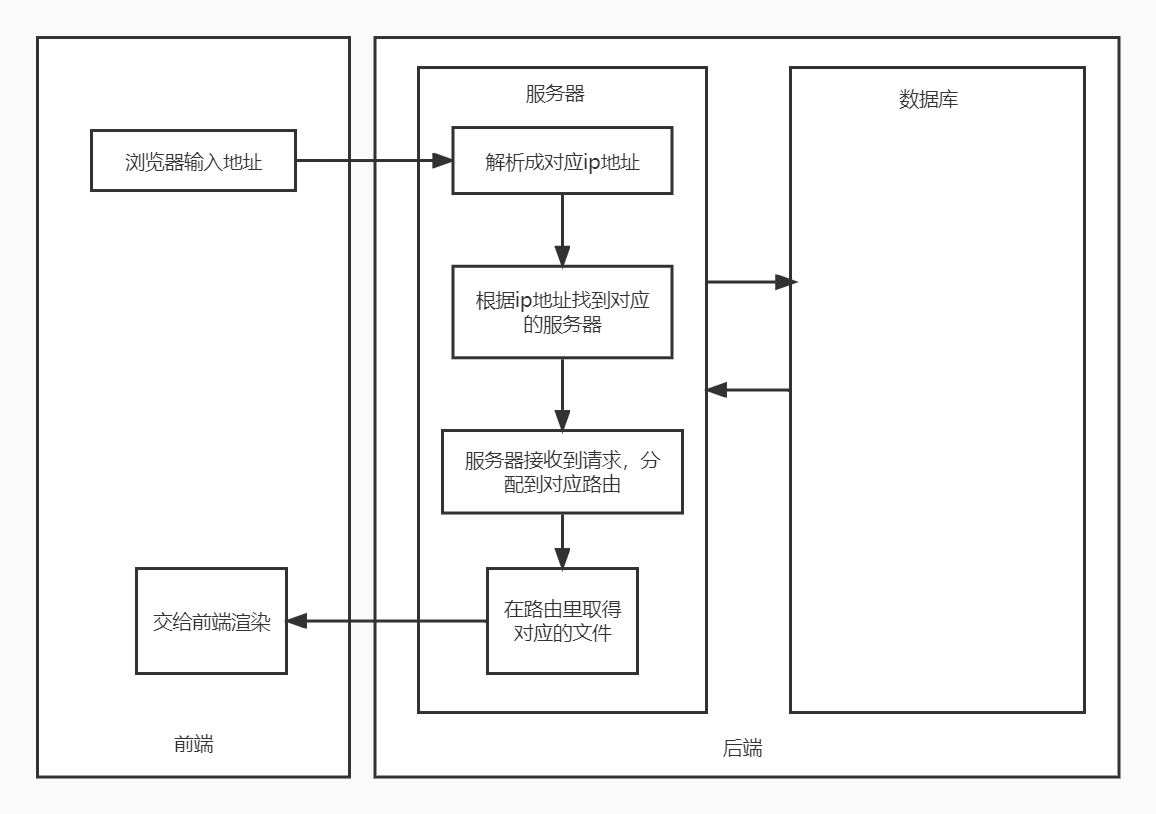 服务器
数据库
浏览器输入地址
解析成对应ip地址
根据ip地址找到对应
的服务器
服务器接收到请求，分
配到对应路由
在路由里取得
对应的文件
交给前端渲染
前端
后端